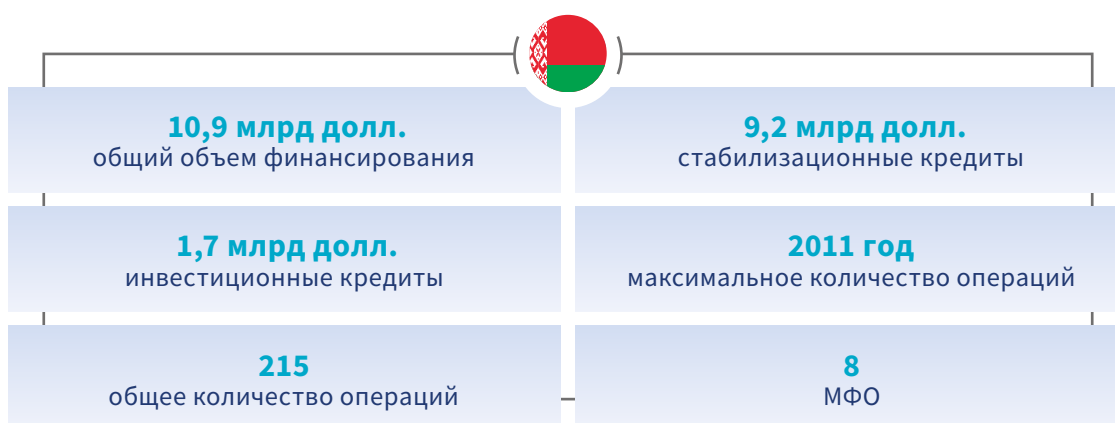 10,9 млрд долл.
общий объем финансирования
9,2 млрд долл.
стабилизационные кредиты
1,7 млрд долл.
инвестиционные кредиты
2011 год
максимальное количество операций
215
общее количество операций
8
МФО